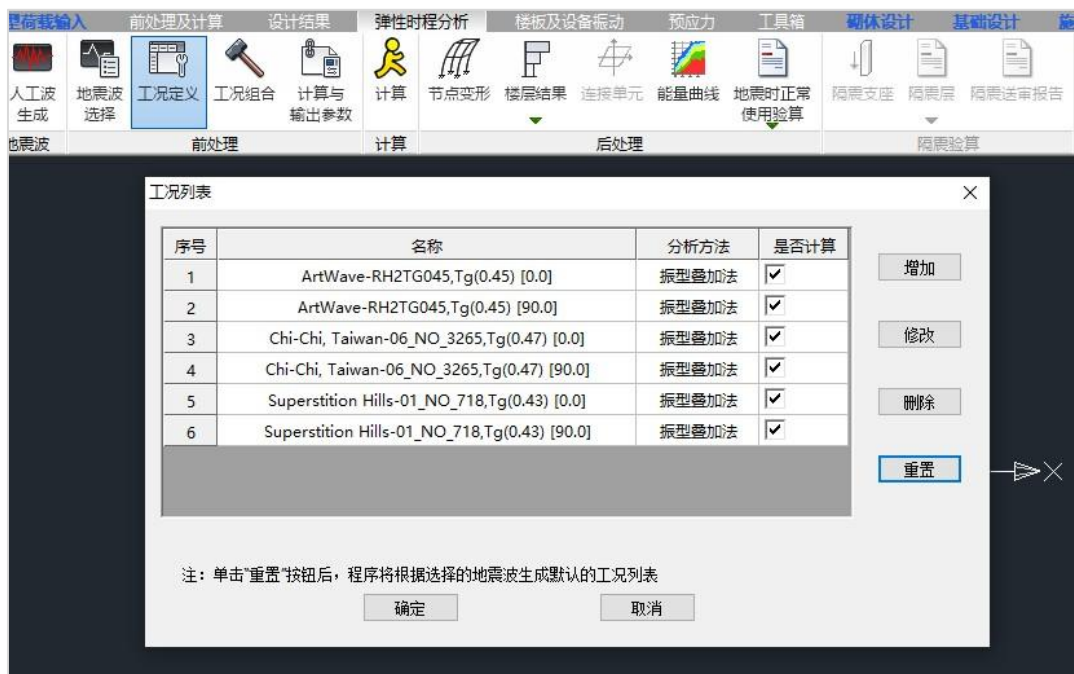 型荷载输入 前处理及计算 设计结果 弹性时程分析 楼板及设备振动 预应力 工具箱 砌体设计 基础设计 施
人工波 地震波 工况定义 工况组合 计算与 计算 节点变形 楼层结果 连接单元 能量曲线 地震时正常 隔震支座 隔震层 隔震送审报告
生成 选择 输出参数 使用验算
地震波 前处理 计算 后处理 隔震验算
工况列表
序号 名称 分析方法 是否计算
1 ArtWave-RH2TG045,Tg(0.45) [0.0] 振型叠加法
2 ArtWave-RH2TG045,Tg(0.45) [90.0] 振型叠加法
3 Chi-Chi, Taiwan-06_NO_3265,Tg(0.47) [0.0] 振型叠加法
4 Chi-Chi, Taiwan-06_NO_3265,Tg(0.47) [90.0] 振型叠加法
5 Superstition Hills-01_NO_718,Tg(0.43) [0.0] 振型叠加法
6 Superstition Hills-01_NO_718,Tg(0.43) [90.0] 振型叠加法
增加
修改
删除
重置
注：单击"重置"按钮后，程序将根据选择的地震波生成默认的工况列表
确定 取消